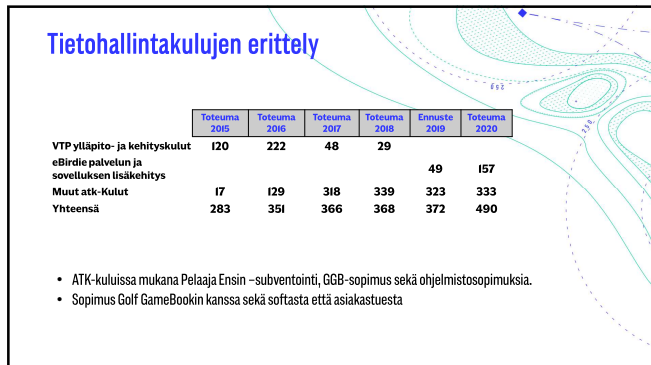 Tietohallintakulujen erittely
250
250
Toteuma 2015 Toteuma 2016 Toteuma 2017 Toteuma 2018 Ennuste 2019 Toteuma 2020
VTP ylläpito- ja kehityskulut 120 222 48 29
eBirdie palvelun ja
sovelluksen lisäkehitys 49 157
Muut atk-Kulut 17 129 318 339 323 333
Yhteensä 283 351 366 368 372 490
• ATK-kuluissa mukana Pelaaja Ensin –subventointi, GGB-sopimus sekä ohjelmistosopimuksia.
• Sopimus Golf GameBookin kanssa sekä softasta että asiakastuesta